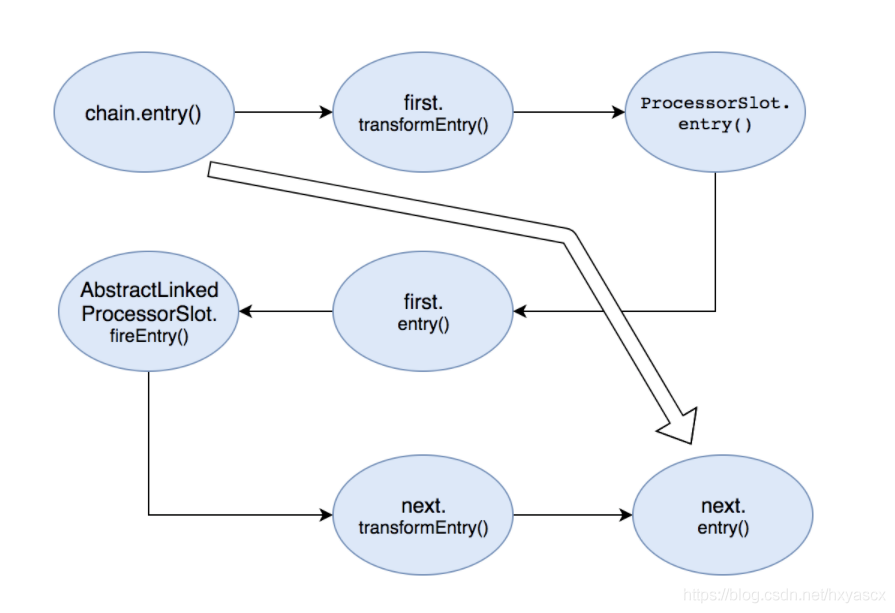 chain.entry()
first.
transformEntry()
ProcessorSlot.
entry()
AbstractLinked
ProcessorSlot.
fireEntry()
first.
entry()
next.
transformEntry()
next.
entry()
https://blog.csdn.net/hxyascx